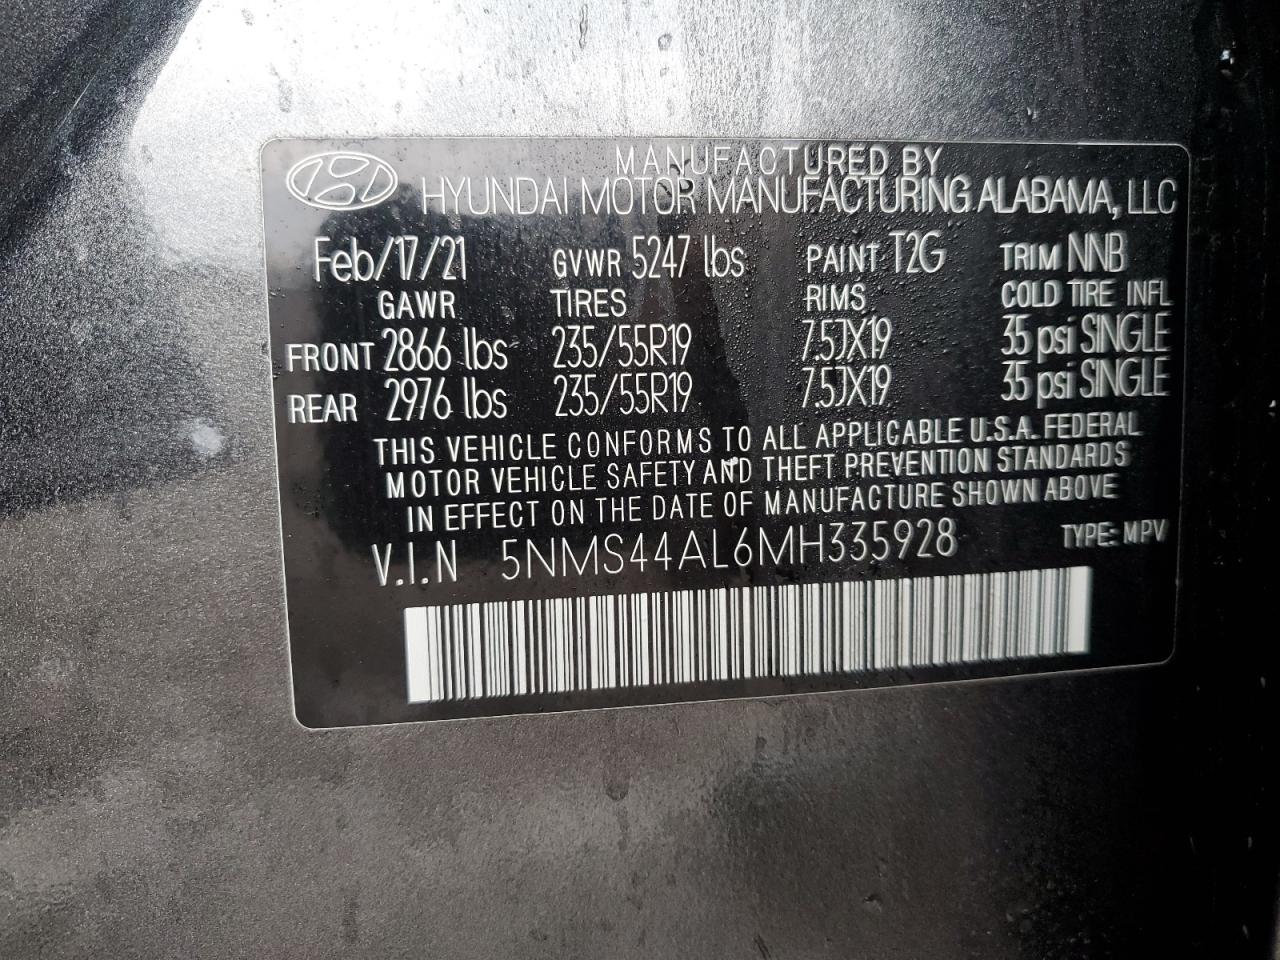 MANUFACTURED BY
HYUNDAI MOTOR MANUFACTURING ALABAMA, LLC
Feb/17/21 GVWR 5247 lbs PAINT T2G TRIM NNB
GAWR TIRES RIMS COLD TIRE INFL
FRONT 2866 lbs 235/55R19 7.5JX19 35 psi SINGLE
REAR 2976 lbs 235/55R19 7.5JX19 35 psi SINGLE
THIS VEHICLE CONFORMS TO ALL APPLICABLE U.S.A. FEDERAL
MOTOR VEHICLE SAFETY AND THEFT PREVENTION STANDARDS
IN EFFECT ON THE DATE OF MANUFACTURE SHOWN ABOVE
V.I.N 5NMS44AL6MH335928 TYPE: MPV